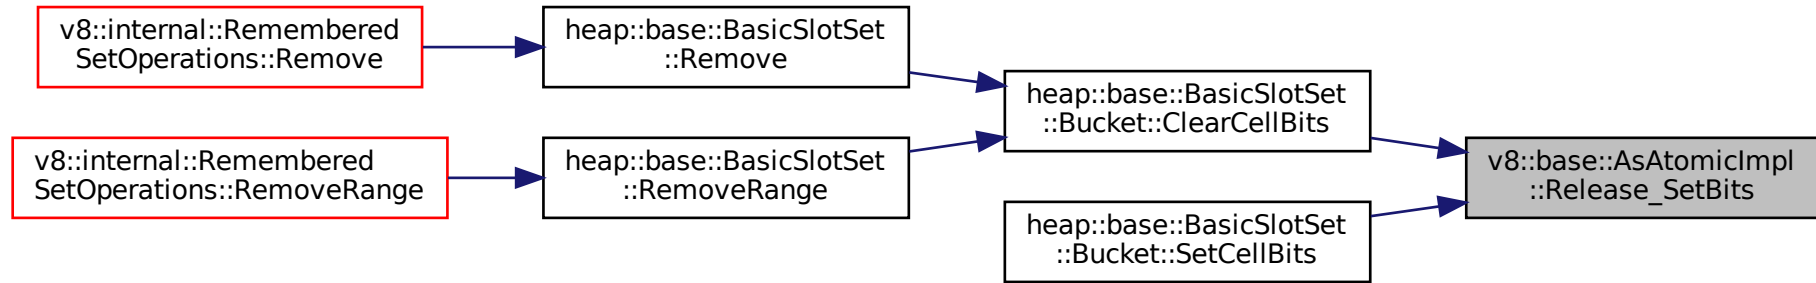 v8::internal::Remembered
SetOperations::Remove
heap::base::BasicSlotSet
::Remove
heap::base::BasicSlotSet
::Bucket::ClearCellBits
v8::internal::Remembered
SetOperations::RemoveRange
heap::base::BasicSlotSet
::RemoveRange
v8::base::AsAtomicImpl
::Release_SetBits
heap::base::BasicSlotSet
::Bucket::SetCellBits